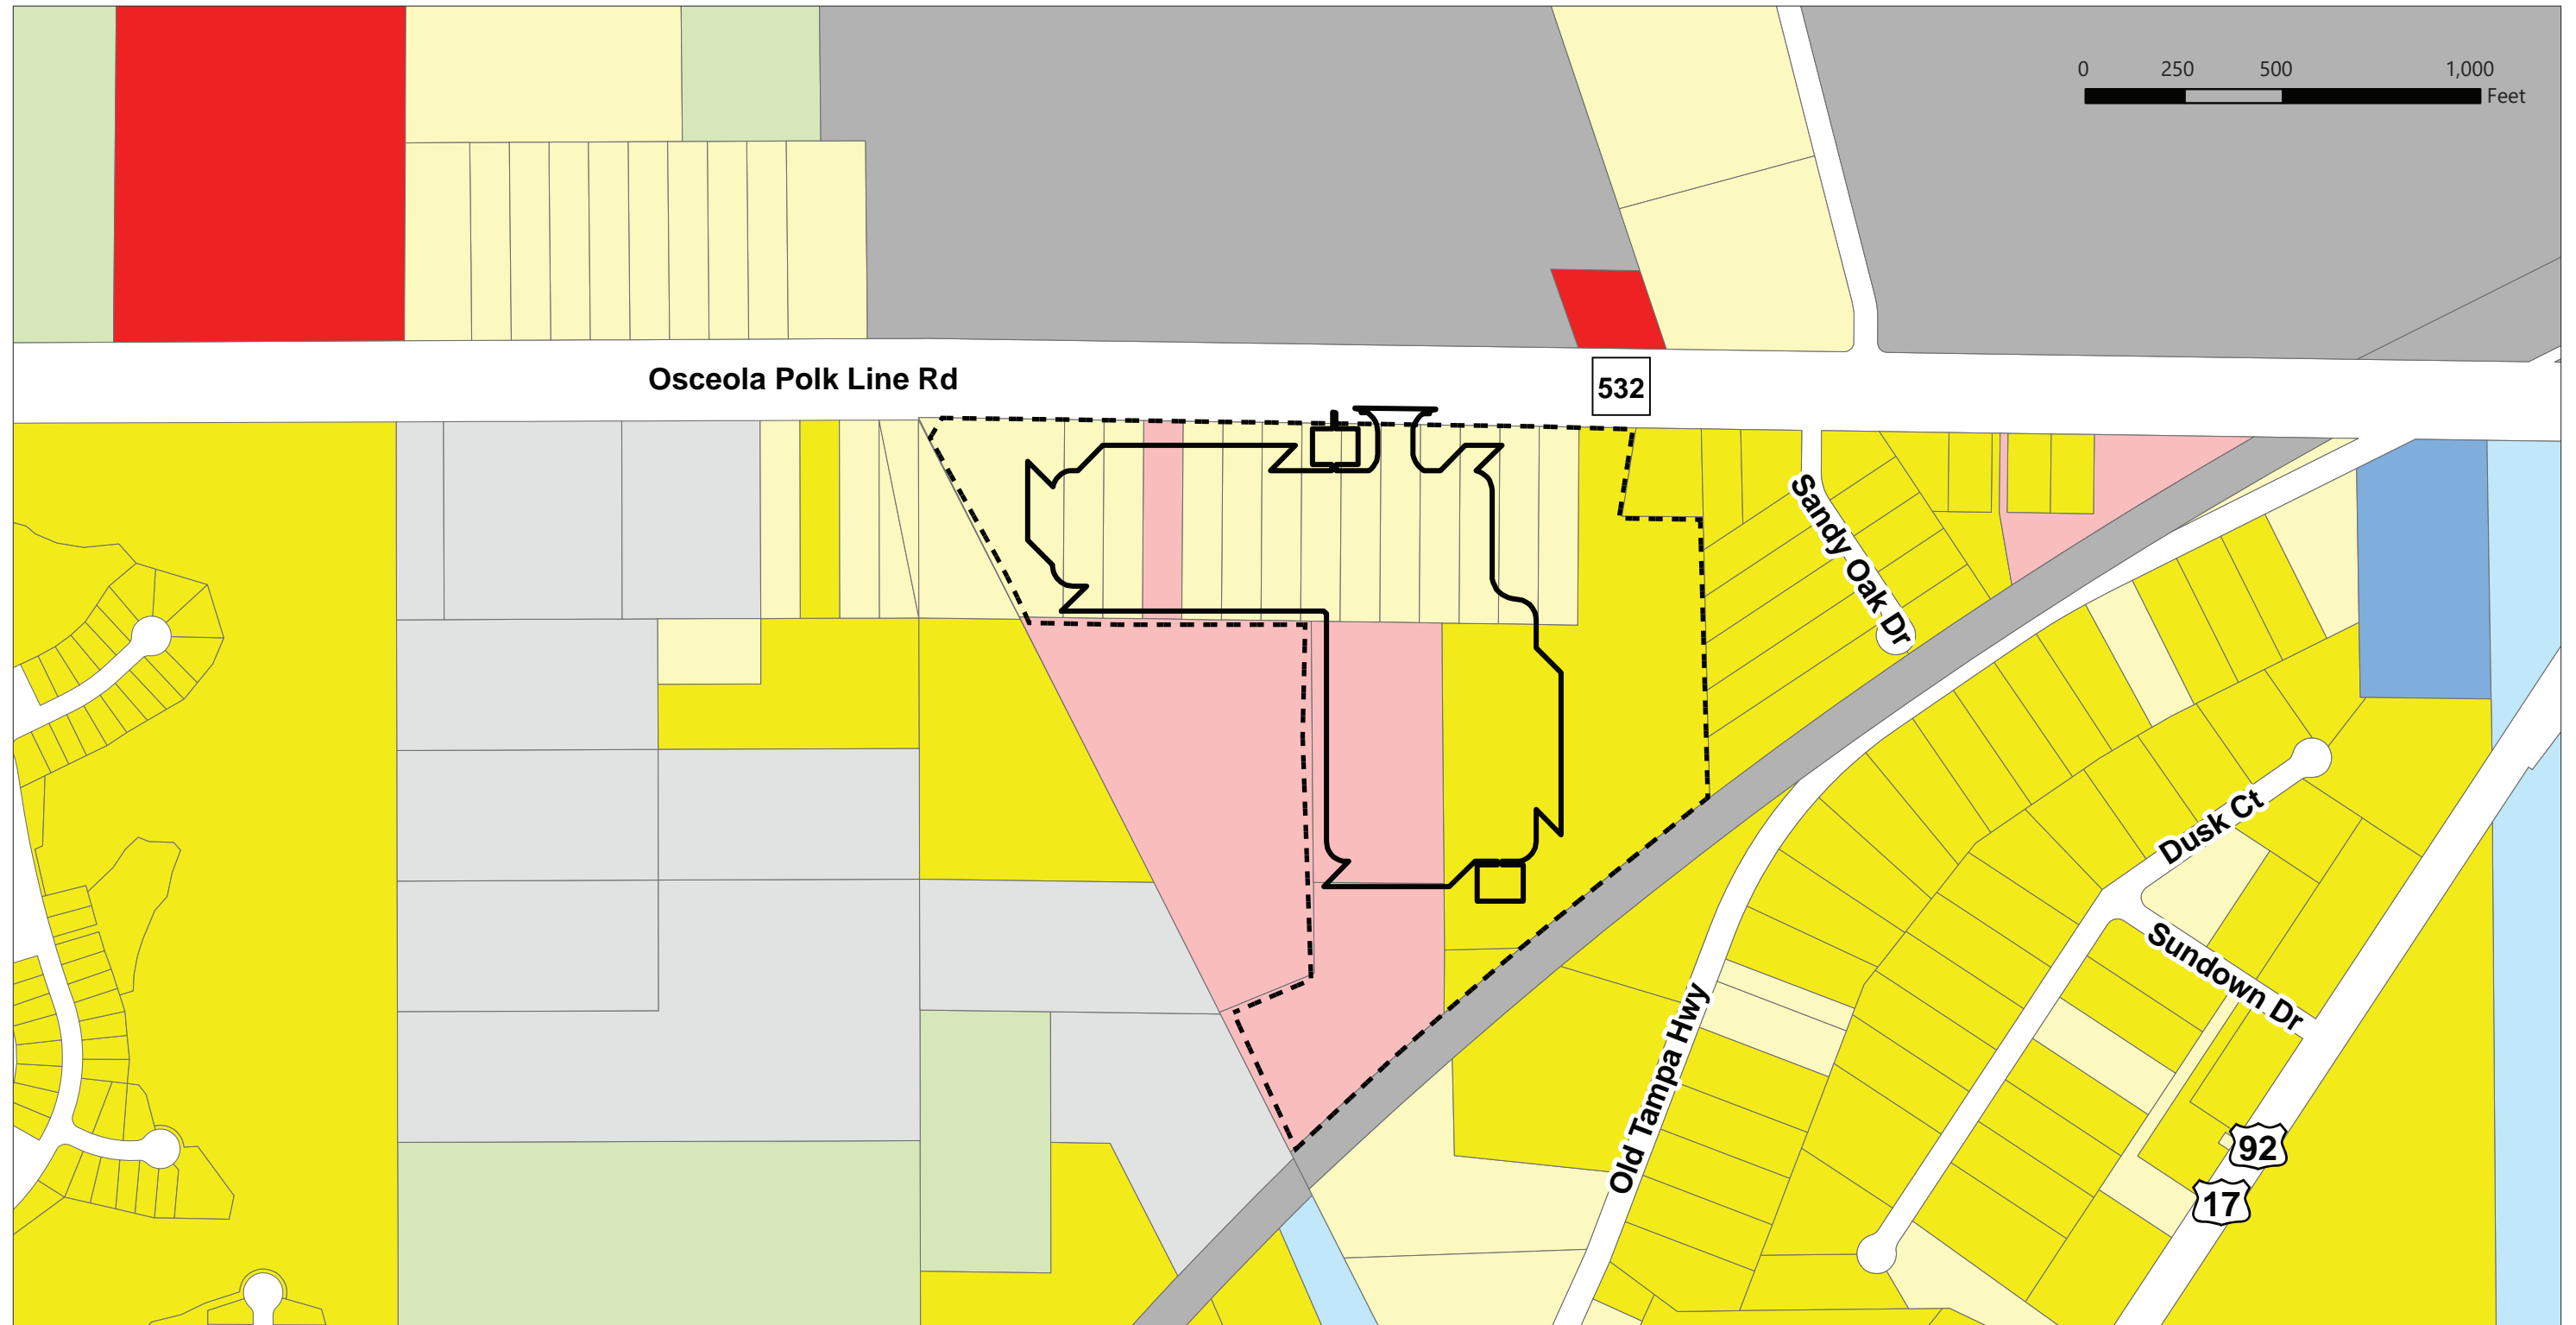 0 250 500 1,000
Feet
Osceola Polk Line Rd
532
Sandy Oak Dr
Dusk Ct
Sundown Dr
Old Tampa Hwy
92
17